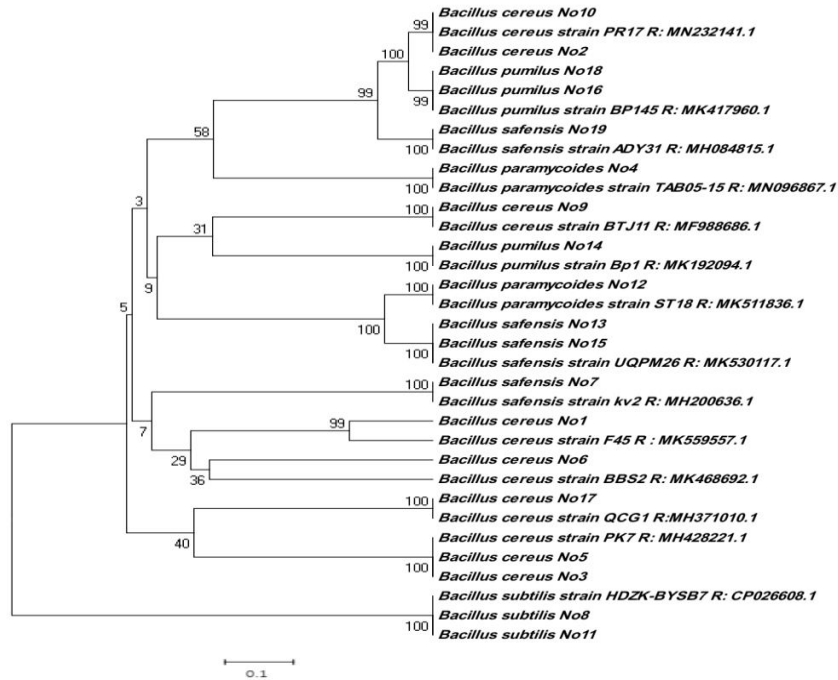 Bacillus cereus No10
99
Bacillus cereus strain PR17 R: MN232141.1
Bacillus cereus No2
100
Bacillus pumilus No18
Bacillus pumilus No16
99
99
Bacillus pumilus strain BP145 R: MK417960.1
Bacillus safensis No19
58
100
Bacillus safensis strain ADY31 R: MH084815.1
Bacillus paramycoides No4
100
Bacillus paramycoides strain TAB05-15 R: MN096867.1
3
Bacillus cereus No9
100
Bacillus cereus strain BTJ11 R: MF988686.1
31
Bacillus pumilus No14
100
Bacillus pumilus strain Bp1 R: MK192094.1
9
Bacillus paramycoides No12
100
Bacillus paramycoides strain ST18 R: MK511836.1
5
100
Bacillus safensis No13
Bacillus safensis No15
100
Bacillus safensis strain UQPM26 R: MK530117.1
Bacillus safensis No7
100
Bacillus safensis strain kv2 R: MH200636.1
7
Bacillus cereus No1
99
Bacillus cereus strain F45 R : MK559557.1
29
Bacillus cereus No6
36
Bacillus cereus strain BBS2 R: MK468692.1
Bacillus cereus No17
100
Bacillus cereus strain QCG1 R:MH371010.1
40
Bacillus cereus strain PK7 R: MH428221.1
Bacillus cereus No5
100
Bacillus cereus No3
Bacillus subtilis strain HDZK-BYSB7 R: CP026608.1
Bacillus subtilis No8
100
Bacillus subtilis No11
0.1